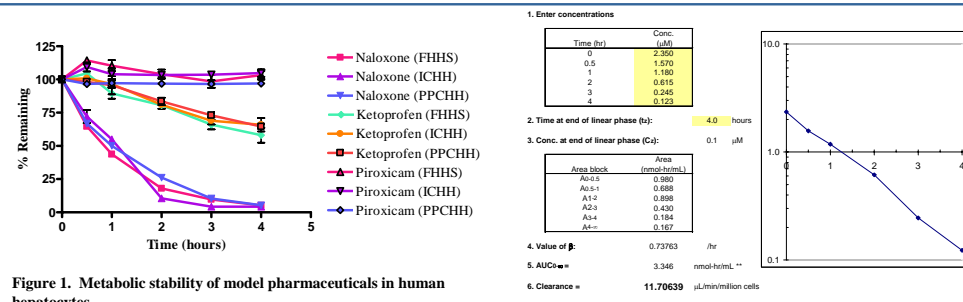 125
100
75
50
25
0
% Remaining
0 1 2 3 4 5
Time (hours)
Naloxone (FHHS)
Naloxone (ICHH)
Naloxone (PPCHH)
Ketoprofen (FHHS)
Ketoprofen (ICHH)
Ketoprofen (PPCHH)
Piroxicam (FHHS)
Piroxicam (ICHH)
Piroxicam (PPCHH)
Figure 1. Metabolic stability of model pharmaceuticals in human
hepatocytes
1. Enter concentrations
Conc.
Time (hr) (μM)
0 2.350
0.5 1.570
1 1.180
2 0.615
3 0.245
4 0.123
2. Time at end of linear phase (tz): 4.0 hours
3. Conc. at end of linear phase (Cz): 0.1 μM
Area
Area block (nmol-hr/mL)
A0-0.5 0.980
A0.5-1 0.688
A1-2 0.898
A2-3 0.430
A3-4 0.184
A4-∞ 0.167
4. Value of β: 0.73763 /hr
5. AUC0-∞ = 3.346 nmol-hr/mL **
6. Clearance = 11.70639 μL/min/million cells
10.0
1.0
0.1
0 1 2 3 4